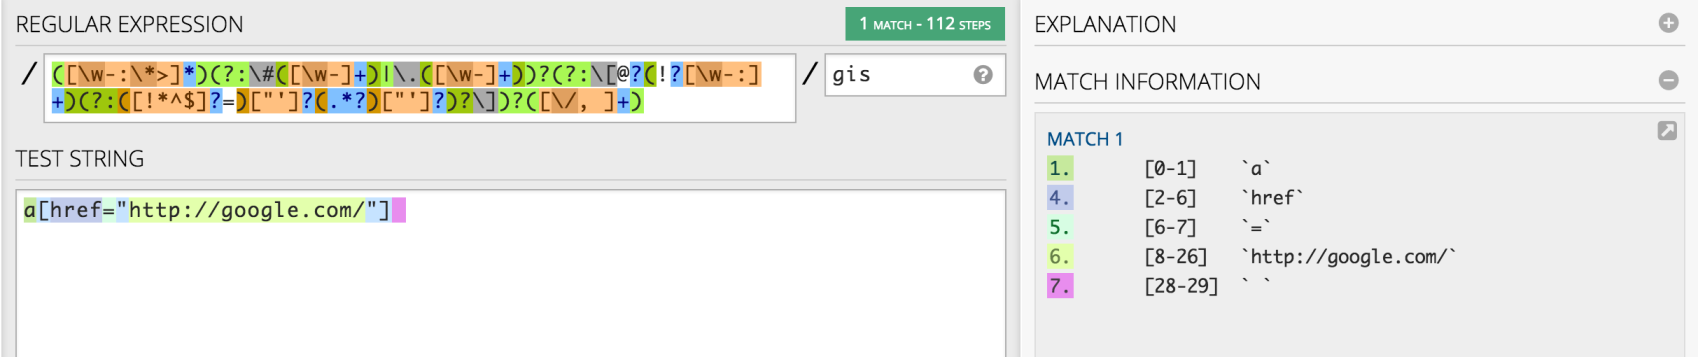 REGULAR EXPRESSION
1 MATCH - 112 STEPS
/ ([\w-:\*>]*)(?:\#([\w-]+)|\.([\w-]+))?(?:\[@?(!?[\w-:]
+)(?:([!*^$]?=)["']?(.*?)["']?)?\])?([\/, ]+) / gis
TEST STRING
a[href="http://google.com/"]
EXPLANATION
MATCH INFORMATION
MATCH 1
1. [0-1] `a`
4. [2-6] `href`
5. [6-7] `=`
6. [8-26] `http://google.com/`
7. [28-29] ` `